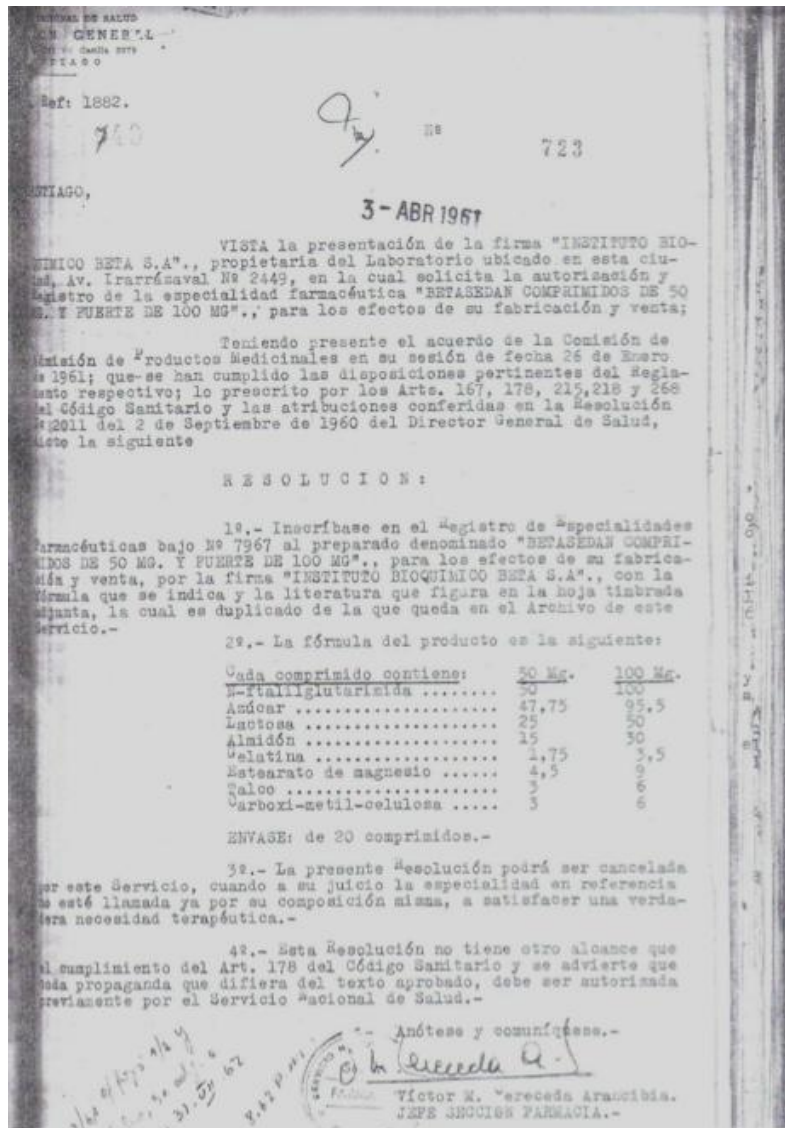 DE SALUD
GENERAL
Casilla
Ref: 1882.
740
Nº
723
3-ABR 1961
VISTA la presentación de la firma "INSTITUTO BIO-
BETA S.A"., propietaria del Laboratorio ubicado en esta ciu-
Av. Irarrázaval Nº 2449, en la cual solicita la autorización y
de la especialidad farmacéutica "BETASEDAN COMPRIMIDOS DE 50
Y FUERTE DE 100 MG"., para los efectos de su fabricación y venta;
Teniendo presente el acuerdo de la Comisión de
de Productos Medicinales en su sesión de fecha 26 de Enero
1961; que se han cumplido las disposiciones pertinentes del Regla-
respectivo; lo prescrito por los Arts. 167, 178, 215,218 y 268
Código Sanitario y las atribuciones conferidas en la Resolución
2011 del 2 de Septiembre de 1960 del Director General de Salud,
la siguiente
R E S O L U C I O N :
1º.- Inscríbase en el Registro de Especialidades
Farmacéuticas bajo Nº 7967 al preparado denominado "BETASEDAN COMPRI-
MIDOS DE 50 MG. Y FUERTE DE 100 MG"., para los efectos de su fabrica-
ción y venta, por la firma "INSTITUTO BIOQUIMICO BETA S.A"., con la
fórmula que se indica y la literatura que figura en la hoja timbrada
adjunta, la cual es duplicado de la que queda en el Archivo de este
Servicio.-
2º.- La fórmula del producto es la siguiente:
Cada comprimido contiene: 50 Mg. 100 Mg.
N-ftalilglutarimida ........ 50 100
Azúcar ..................... 47,75 95,5
Lactosa .................... 25 50
Almidón .................... 15 30
Gelatina ................... 1,75 3,5
Estearato de magnesio ...... 4,5 9
Talco ...................... 3 6
Carboxi-metil-celulosa ..... 3 6
ENVASE: de 20 comprimidos.-
3º.- La presente Resolución podrá ser cancelada
por este Servicio, cuando a su juicio la especialidad en referencia
no esté llamada ya por su composición misma, a satisfacer una verda-
dera necesidad terapéutica.-
4º.- Esta Resolución no tiene otro alcance que
el cumplimiento del Art. 178 del Código Sanitario y se advierte que
toda propaganda que difiera del texto aprobado, debe ser autorizada
previamente por el Servicio Nacional de Salud.-
Anótese y comuníquese.-
Víctor M. Cereceda Arancibia.
JEFE SECCION FARMACIA.-